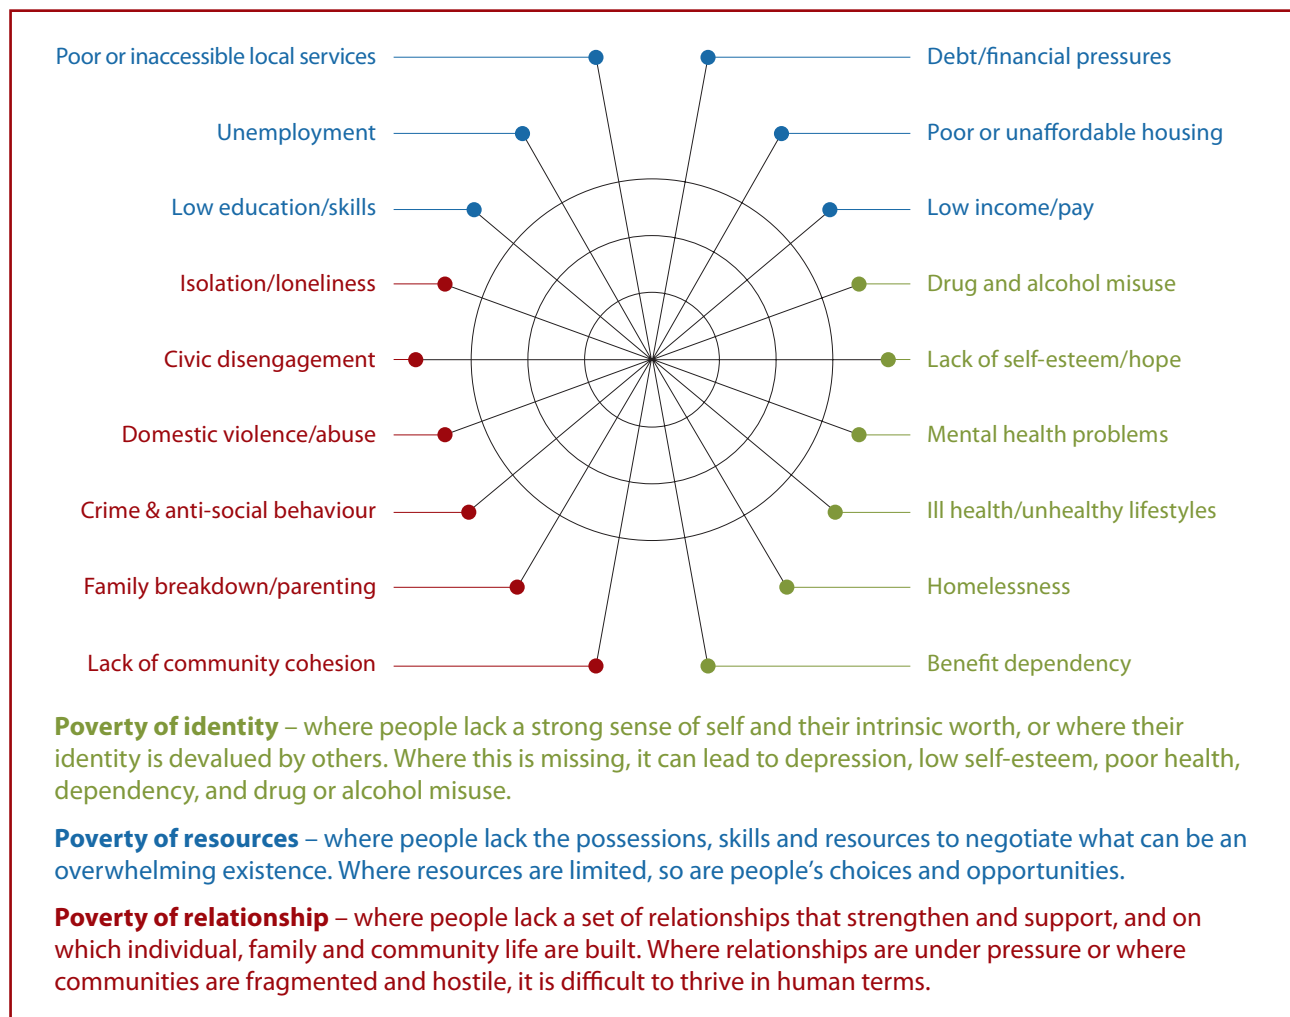 Poor or inaccessible local services
Debt/financial pressures
Unemployment
Poor or unaffordable housing
Low education/skills
Low income/pay
Isolation/loneliness
Drug and alcohol misuse
Civic disengagement
Lack of self-esteem/hope
Domestic violence/abuse
Mental health problems
Crime & anti-social behaviour
Ill health/unhealthy lifestyles
Family breakdown/parenting
Homelessness
Lack of community cohesion
Benefit dependency
Poverty of identity – where people lack a strong sense of self and their intrinsic worth, or where their
identity is devalued by others. Where this is missing, it can lead to depression, low self-esteem, poor health,
dependency, and drug or alcohol misuse.
Poverty of resources – where people lack the possessions, skills and resources to negotiate what can be an
overwhelming existence. Where resources are limited, so are people’s choices and opportunities.
Poverty of relationship – where people lack a set of relationships that strengthen and support, and on
which individual, family and community life are built. Where relationships are under pressure or where
communities are fragmented and hostile, it is difficult to thrive in human terms.